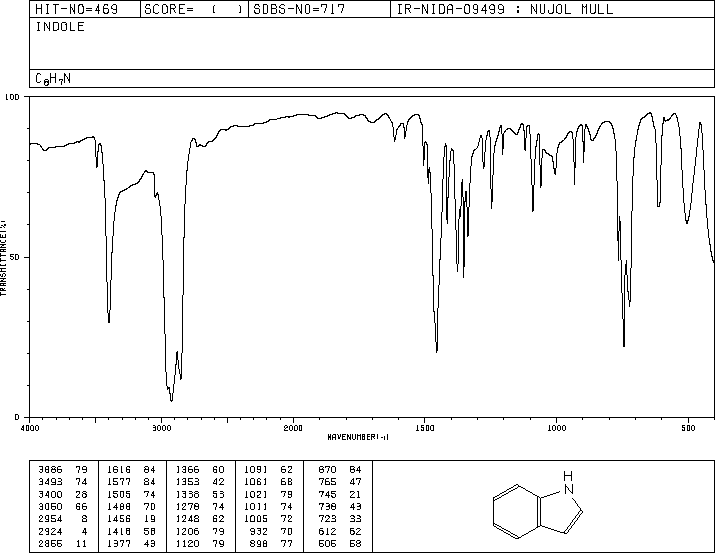 HIT-NO=469 SCORE= ( ) SDBS-NO=717 IR-NIDA-09499 : NUJOL MULL
INDOLE
C8H7N
100
50
0
TRANSMITTANCE(%)
4000 3000 2000 1500 1000 500
WAVENUMBER(-1)
3886 79 1616 84 1366 60 1091 62 870 84
3493 74 1577 84 1353 42 1061 68 765 47
3400 28 1505 74 1338 53 1021 79 745 21
3050 66 1488 70 1278 74 1011 74 738 43
2954 8 1456 19 1248 62 1005 72 723 33
2924 4 1418 58 1206 79 932 70 612 62
2855 11 1377 43 1120 79 898 77 505 58
H
N